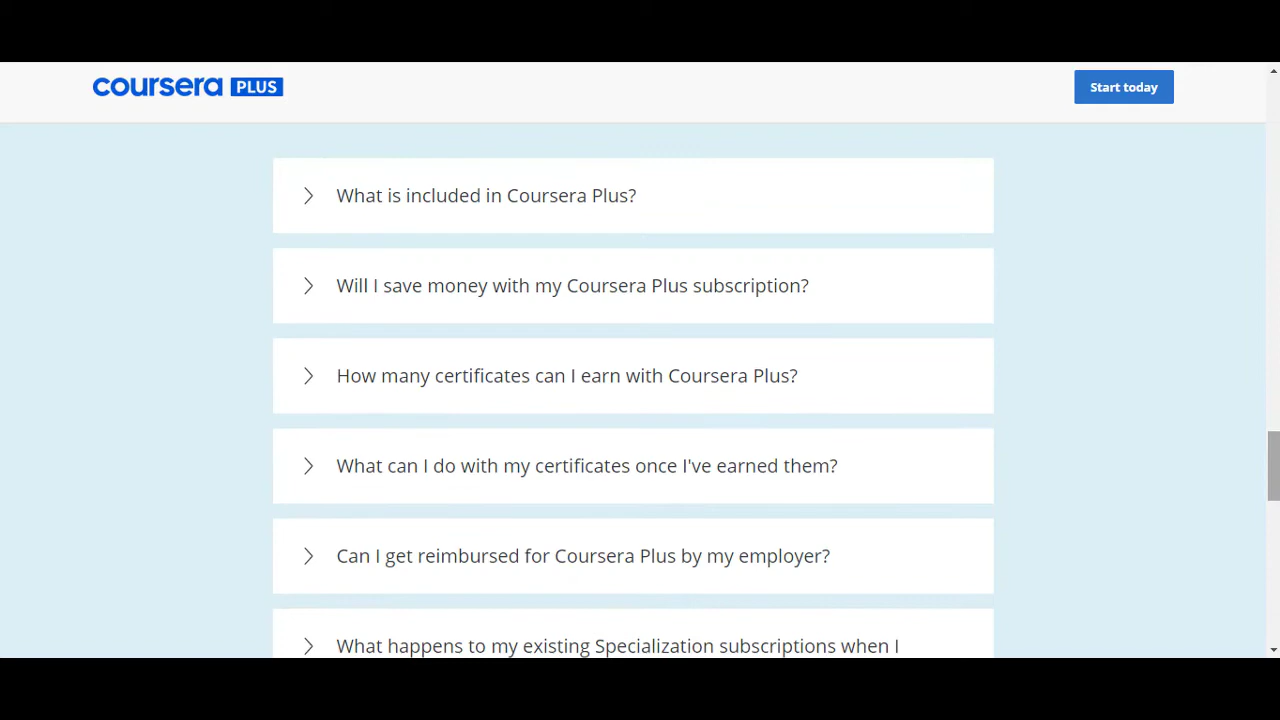 coursera PLUS
Start today
What is included in Coursera Plus?
Will I save money with my Coursera Plus subscription?
How many certificates can I earn with Coursera Plus?
What can I do with my certificates once I've earned them?
Can I get reimbursed for Coursera Plus by my employer?
What happens to my existing Specialization subscriptions when I